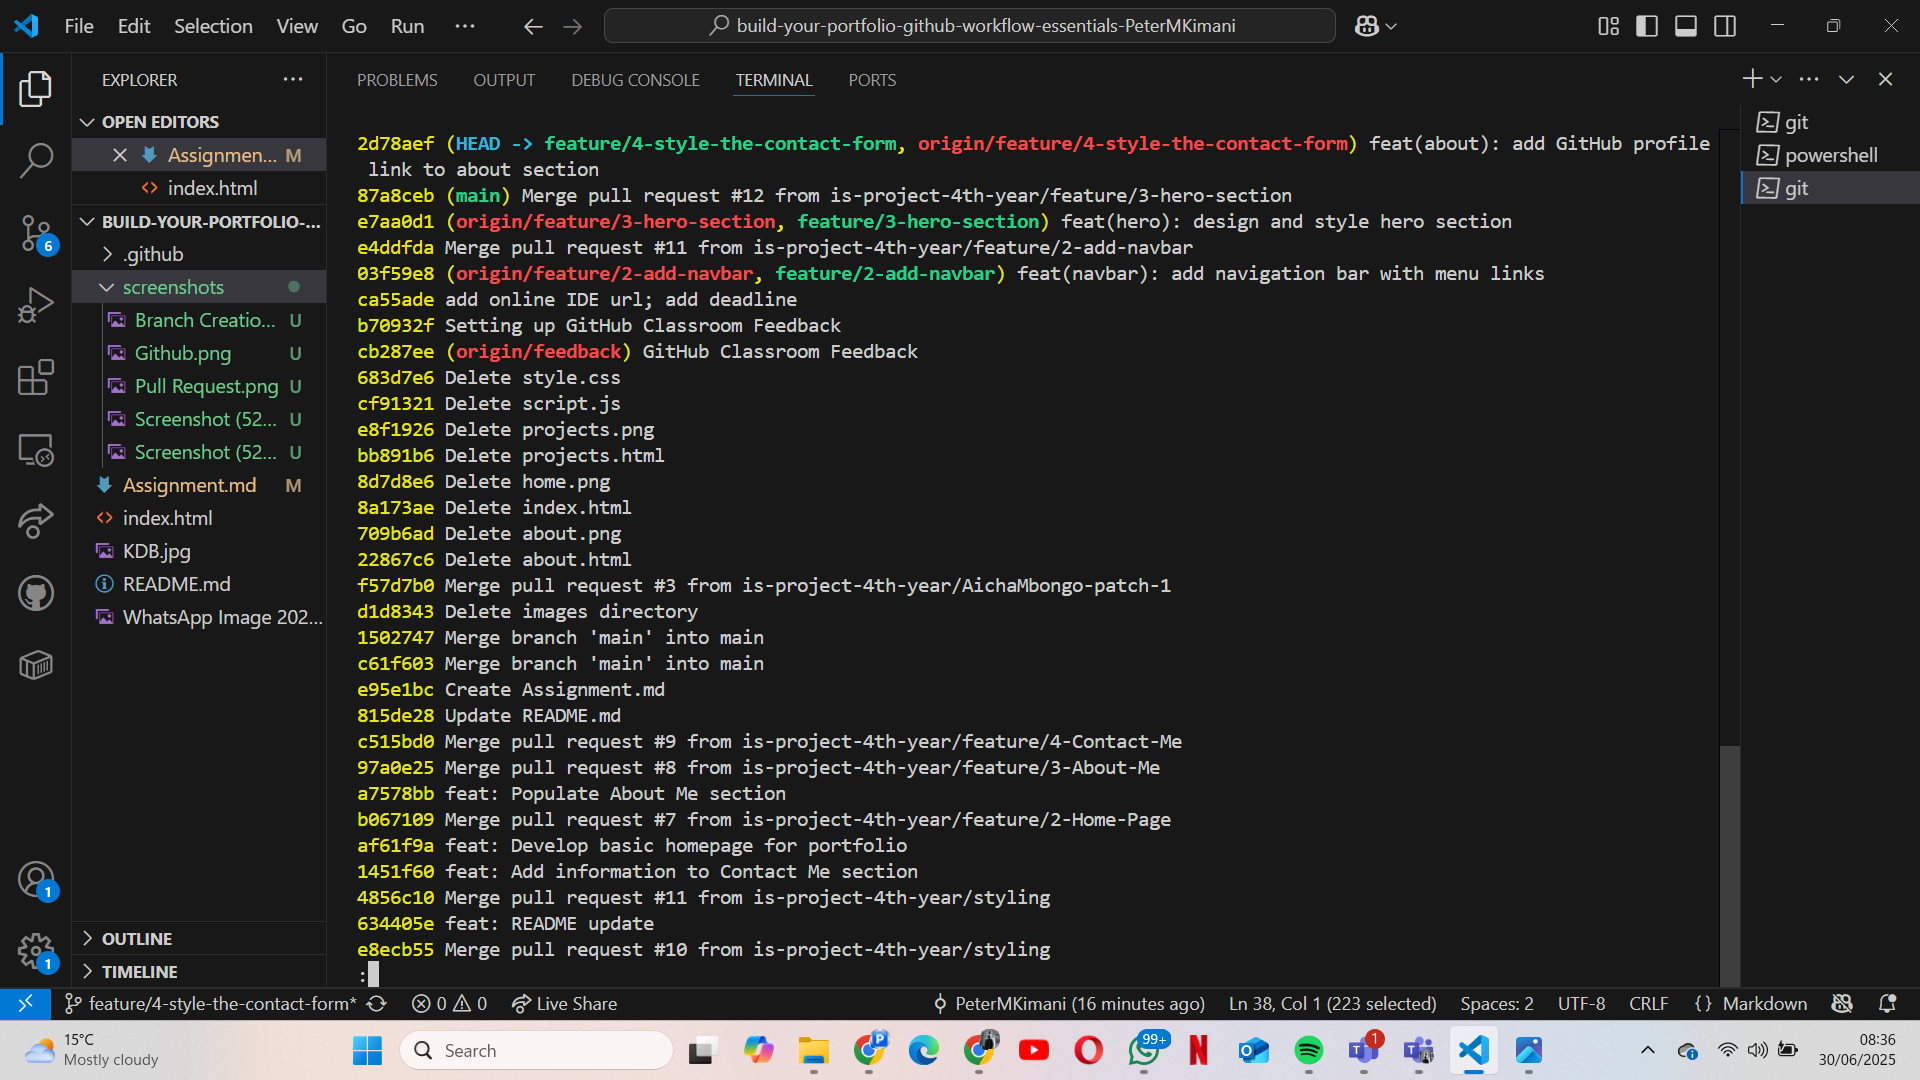 File Edit Selection View Go Run ···
build-your-portfolio-github-workflow-essentials-PeterMKimani
EXPLORER
OPEN EDITORS
Assignmen... M
index.html
BUILD-YOUR-PORTFOLIO-...
.github
screenshots
Branch Creatio... U
Github.png U
Pull Request.png U
Screenshot (52... U
Screenshot (52... U
Assignment.md M
index.html
KDB.jpg
README.md
WhatsApp Image 202...
OUTLINE
TIMELINE
6
1
1
PROBLEMS OUTPUT DEBUG CONSOLE TERMINAL PORTS
2d78aef (HEAD -> feature/4-style-the-contact-form, origin/feature/4-style-the-contact-form) feat(about): add GitHub profile
link to about section
87a8ceb (main) Merge pull request #12 from is-project-4th-year/feature/3-hero-section
e7aa0d1 (origin/feature/3-hero-section, feature/3-hero-section) feat(hero): design and style hero section
e4ddfda Merge pull request #11 from is-project-4th-year/feature/2-add-navbar
03f59e8 (origin/feature/2-add-navbar, feature/2-add-navbar) feat(navbar): add navigation bar with menu links
ca55ade add online IDE url; add deadline
b70932f Setting up GitHub Classroom Feedback
cb287ee (origin/feedback) GitHub Classroom Feedback
683d7e6 Delete style.css
cf91321 Delete script.js
e8f1926 Delete projects.png
bb891b6 Delete projects.html
8d7d8e6 Delete home.png
8a173ae Delete index.html
709b6ad Delete about.png
22867c6 Delete about.html
f57d7b0 Merge pull request #3 from is-project-4th-year/AichaMbongo-patch-1
d1d8343 Delete images directory
1502747 Merge branch 'main' into main
c61f603 Merge branch 'main' into main
e95e1bc Create Assignment.md
815de28 Update README.md
c515bd0 Merge pull request #9 from is-project-4th-year/feature/4-Contact-Me
97a0e25 Merge pull request #8 from is-project-4th-year/feature/3-About-Me
a7578bb feat: Populate About Me section
b067109 Merge pull request #7 from is-project-4th-year/feature/2-Home-Page
af61f9a feat: Develop basic homepage for portfolio
1451f60 feat: Add information to Contact Me section
4856c10 Merge pull request #11 from is-project-4th-year/styling
634405e feat: README update
e8ecb55 Merge pull request #10 from is-project-4th-year/styling
:
git
powershell
git
feature/4-style-the-contact-form* 0 0 Live Share PeterMKimani (16 minutes ago) Ln 38, Col 1 (223 selected) Spaces: 2 UTF-8 CRLF {} Markdown
15°C
Mostly cloudy
Search
99+
1
08:36
30/06/2025